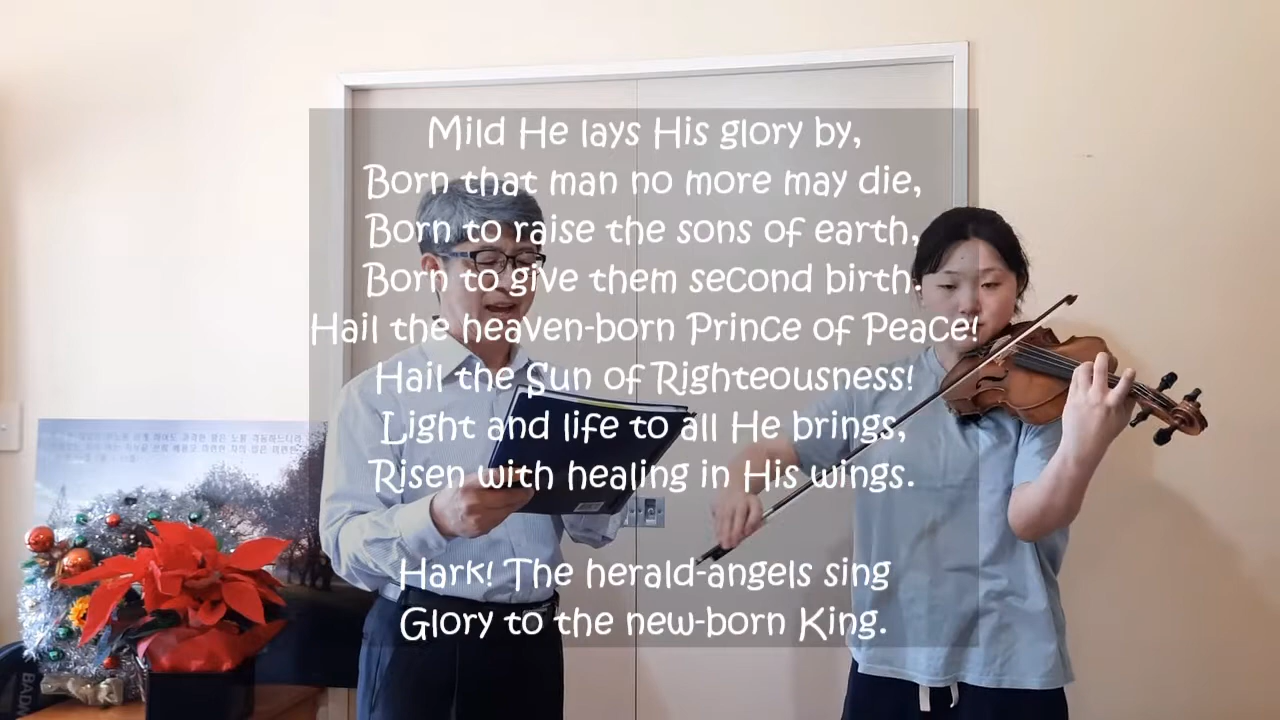 Mild He lays His glory by,
Born that man no more may die,
Born to raise the sons of earth,
Born to give them second birth.
Hail the heaven-born Prince of Peace!
Hail the Sun of Righteousness!
Light and life to all He brings,
Risen with healing in His wings.
Hark! The herald-angels sing
Glory to the new-born King.